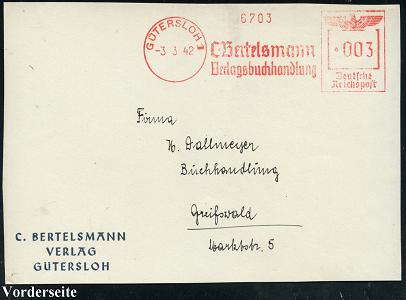 6703
GÜTERSLOH 1
-3.3.42
C. Bertelsmann
Verlagsbuchhandlung
003
Deutsche
Reichspost
Firma
H. Dallmeyer
Buchhandlung
Greifswald
Marktstr. 5
C. BERTELSMANN
VERLAG
GÜTERSLOH
Vorderseite